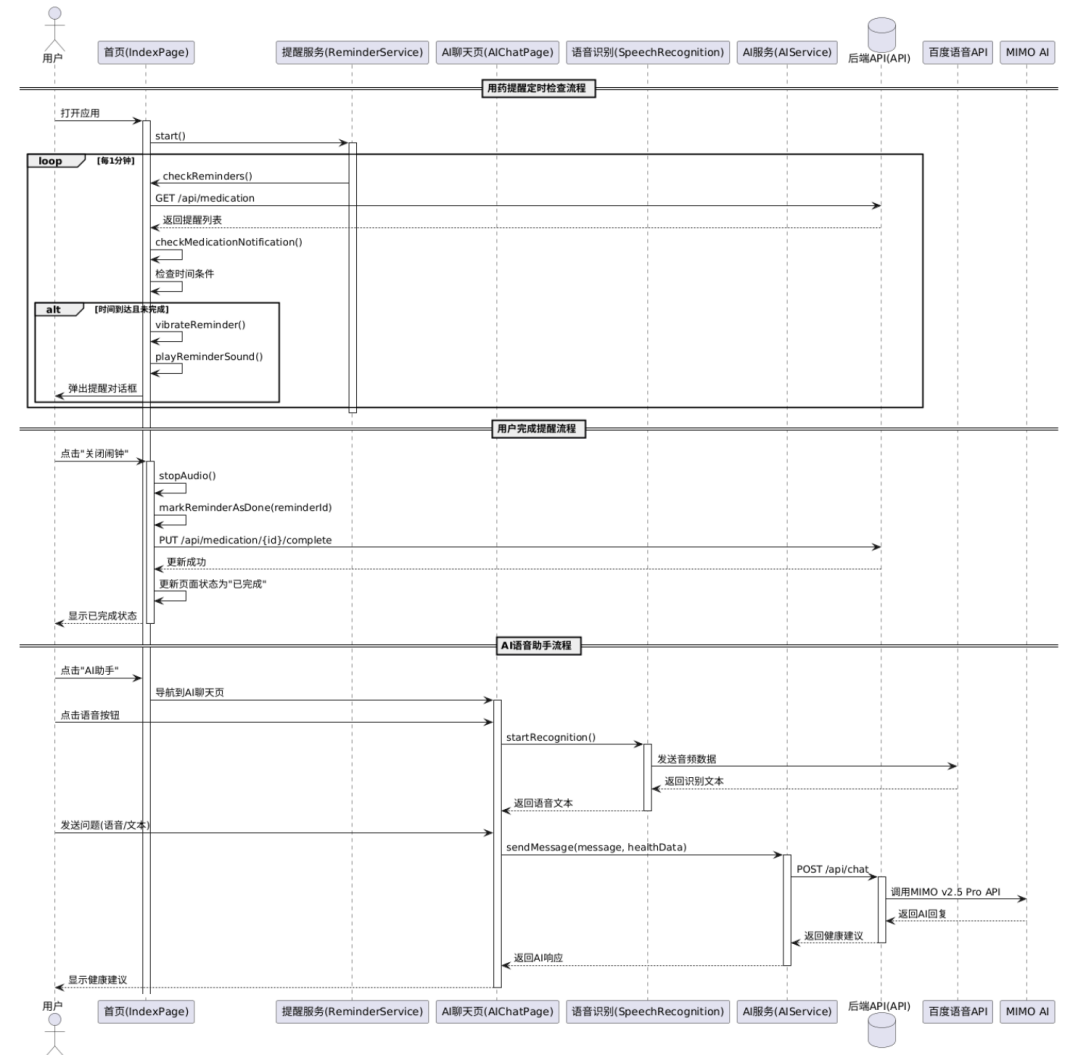 用户
首页(IndexPage)
提醒服务(ReminderService)
AI聊天页(AIChatPage)
语音识别(SpeechRecognition)
AI服务(AIService)
后端API(API)
百度语音API
MIMO AI
用药提醒定时检查流程
打开应用
start()
loop [每1分钟]
checkReminders()
GET /api/medication
返回提醒列表
checkMedicationNotification()
检查时间条件
alt [时间到达且未完成]
vibrateReminder()
playReminderSound()
弹出提醒对话框
用户完成提醒流程
点击"关闭闹钟"
stopAudio()
markReminderAsDone(reminderId)
PUT /api/medication/{id}/complete
更新成功
更新页面状态为"已完成"
显示已完成状态
AI语音助手流程
点击"AI助手"
导航到AI聊天页
点击语音按钮
startRecognition()
发送音频数据
返回识别文本
返回语音文本
发送问题(语音/文本)
sendMessage(message, healthData)
POST /api/chat
调用MIMO v2.5 Pro API
返回AI回复
返回健康建议
返回AI响应
显示健康建议
用户
首页(IndexPage)
提醒服务(ReminderService)
AI聊天页(AIChatPage)
语音识别(SpeechRecognition)
AI服务(AIService)
后端API(API)
百度语音API
MIMO AI